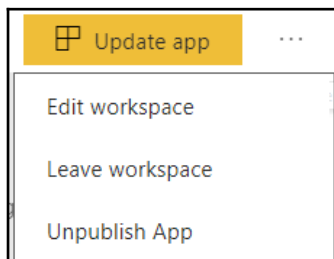 Update app ...
Edit workspace
Leave workspace
Unpublish App